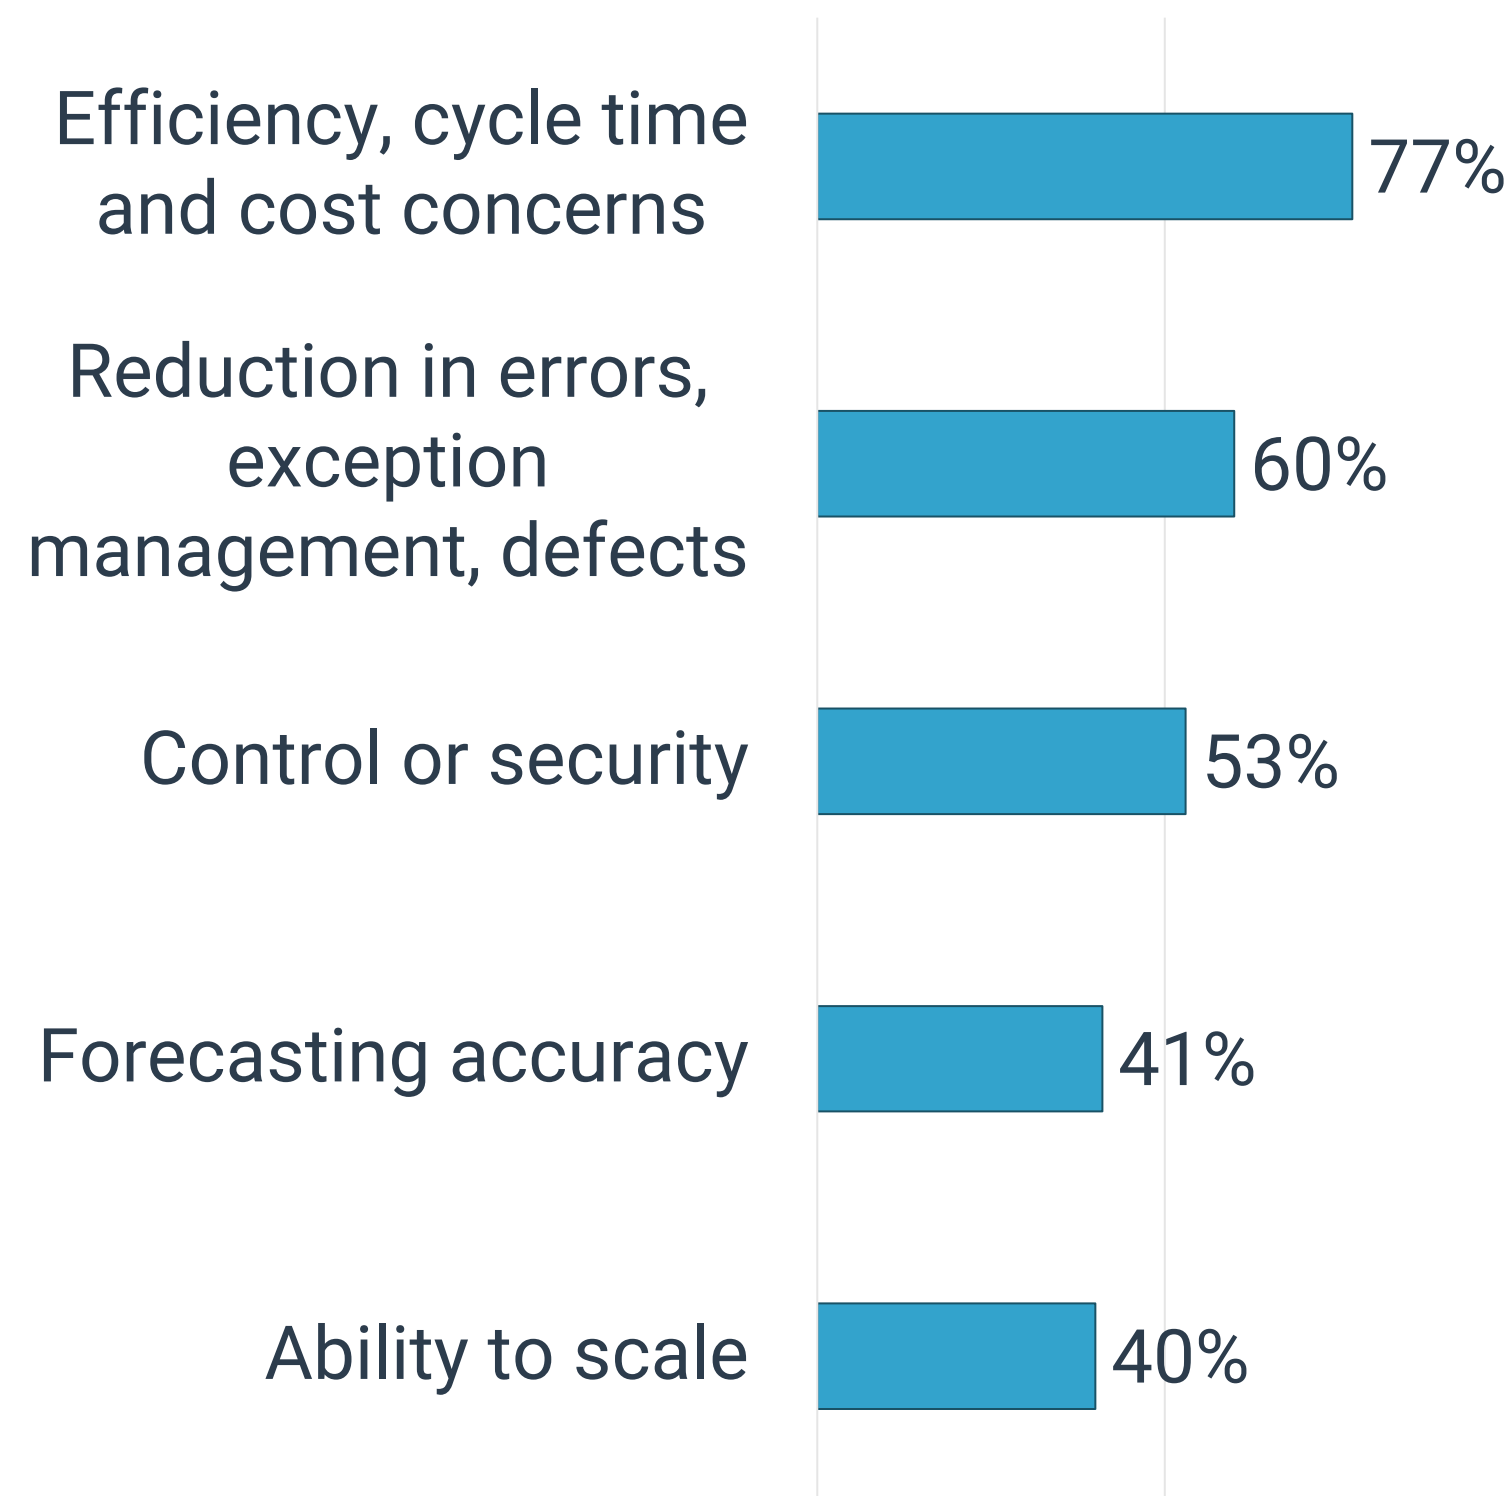 Efficiency, cycle time
and cost concerns
77%
Reduction in errors,
exception
management, defects
60%
Control or security
53%
Forecasting accuracy
41%
Ability to scale
40%